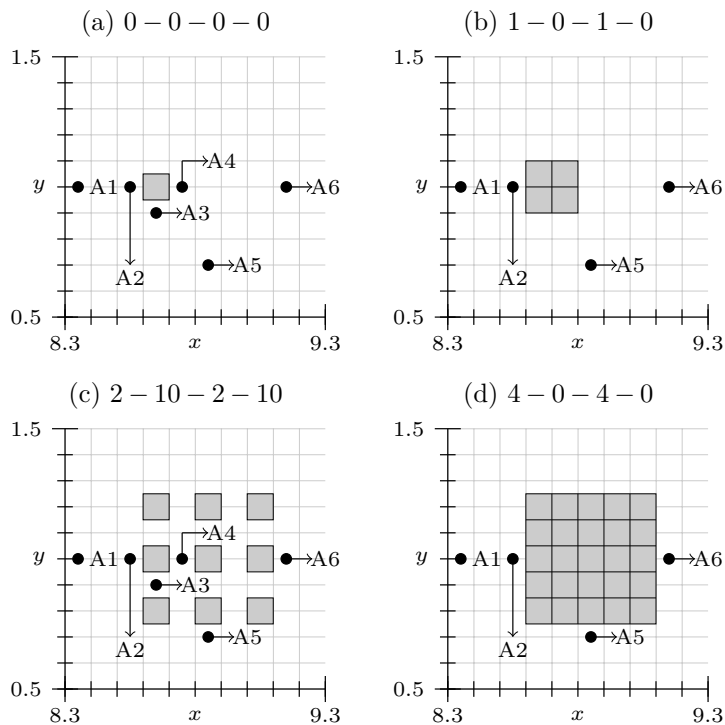 (a) 0 − 0 − 0 − 0
(b) 1 − 0 − 1 − 0
1.5
1.5
A4
y
A1
A6
y
A1
A6
A3
A2
A5
A2
A5
0.5
0.5
8.3
x
9.3
8.3
x
9.3
(c) 2 − 10 − 2 − 10
(d) 4 − 0 − 4 − 0
1.5
1.5
A4
y
A1
A6
y
A1
A6
A3
A2
A5
A2
A5
0.5
0.5
8.3
x
9.3
8.3
x
9.3